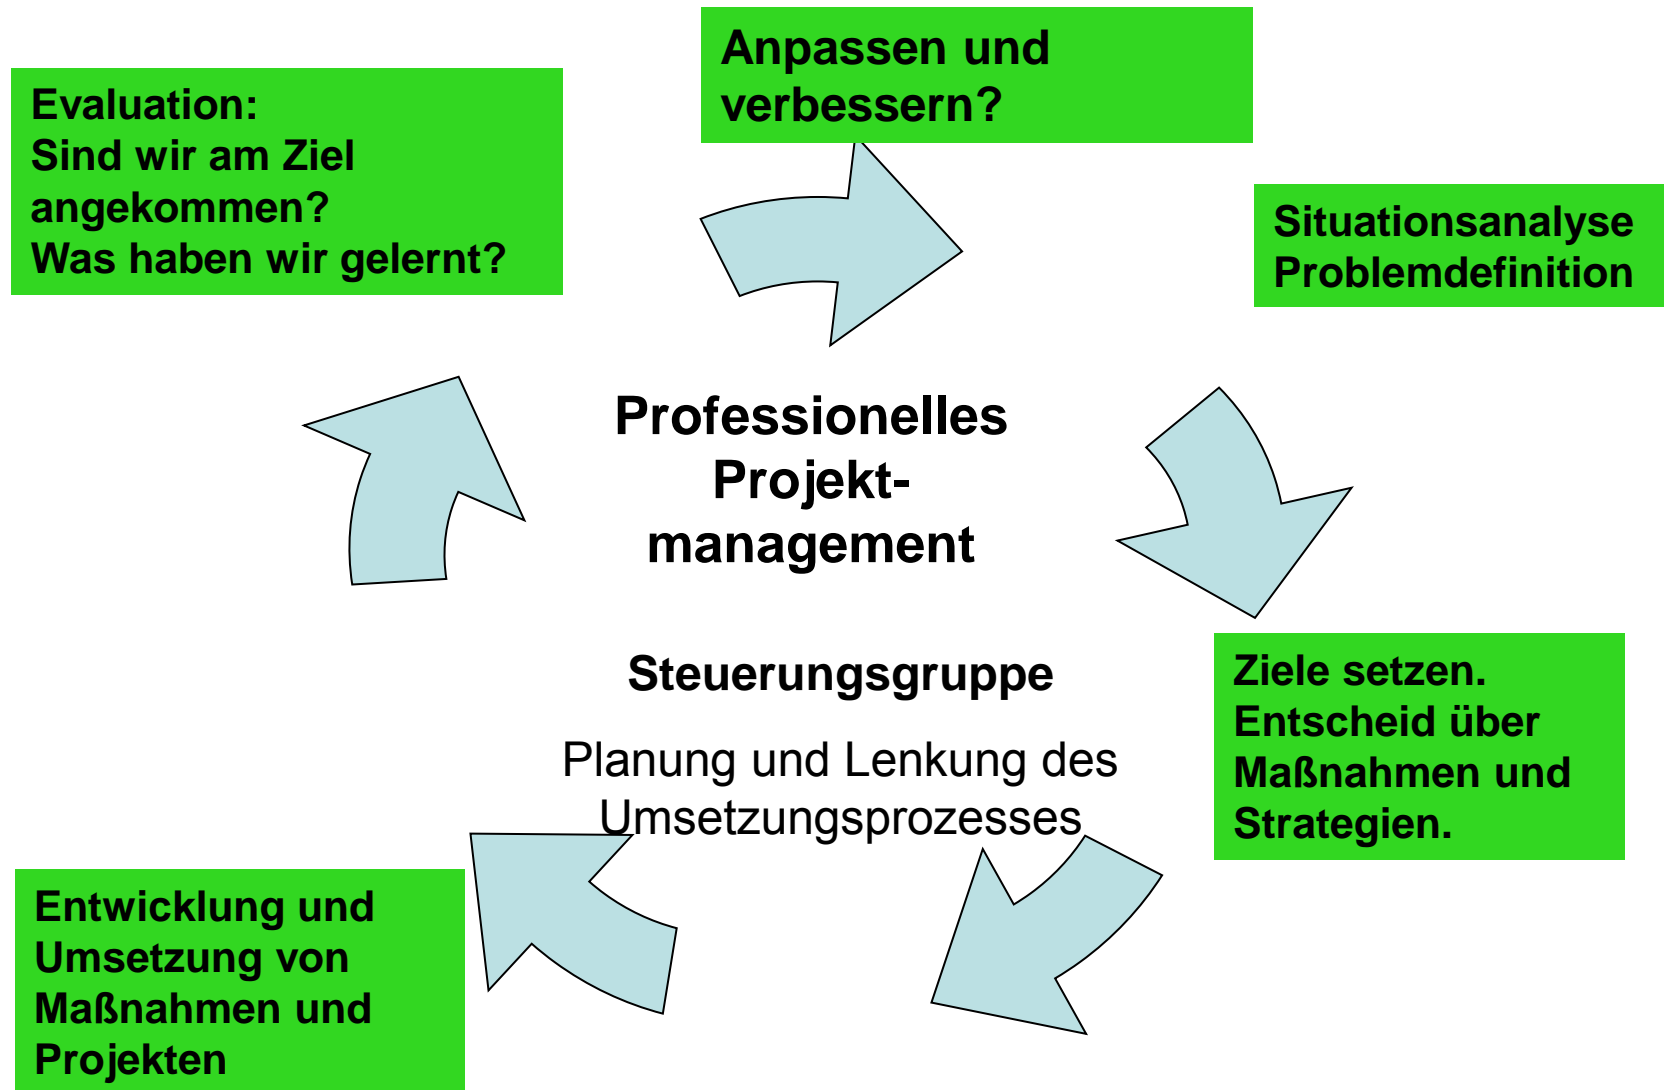 Anpassen und
verbessern?
Evaluation:
Sind wir am Ziel
angekommen?
Was haben wir gelernt?
Situationsanalyse
Problemdefinition
Professionelles
Projekt-
management
Steuerungsgruppe
Planung und Lenkung des
Umsetzungsprozesses
Ziele setzen.
Entscheid über
Maßnahmen und
Strategien.
Entwicklung und
Umsetzung von
Maßnahmen und
Projekten